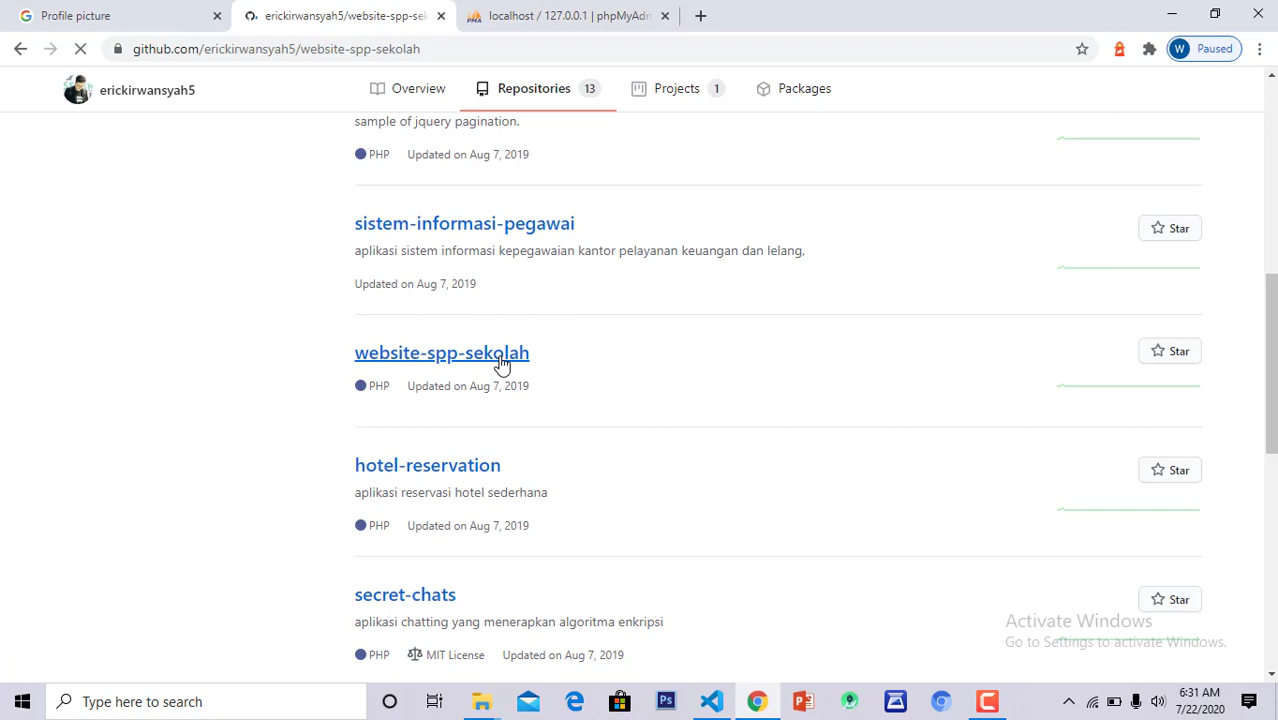 Profile picture
erickirwansyah5/website-spp-sek
localhost / 127.0.0.1 | phpMyAdm
github.com/erickirwansyah5/website-spp-sekolah
W Paused
erickirwansyah5
Overview
Repositories 13
Projects 1
Packages
sample of jquery pagination.
PHP Updated on Aug 7, 2019
sistem-informasi-pegawai
Star
aplikasi sistem informasi kepegawaian kantor pelayanan keuangan dan lelang,
Updated on Aug 7, 2019
website-spp-sekolah
Star
PHP Updated on Aug 7, 2019
hotel-reservation
Star
aplikasi reservasi hotel sederhana
PHP Updated on Aug 7, 2019
secret-chats
Star
aplikasi chatting yang menerapkan algoritma enkripsi
PHP MIT License Updated on Aug 7, 2019
Activate Windows
Go to Settings to activate Windows.
Type here to search
Ps
6:31 AM
7/22/2020